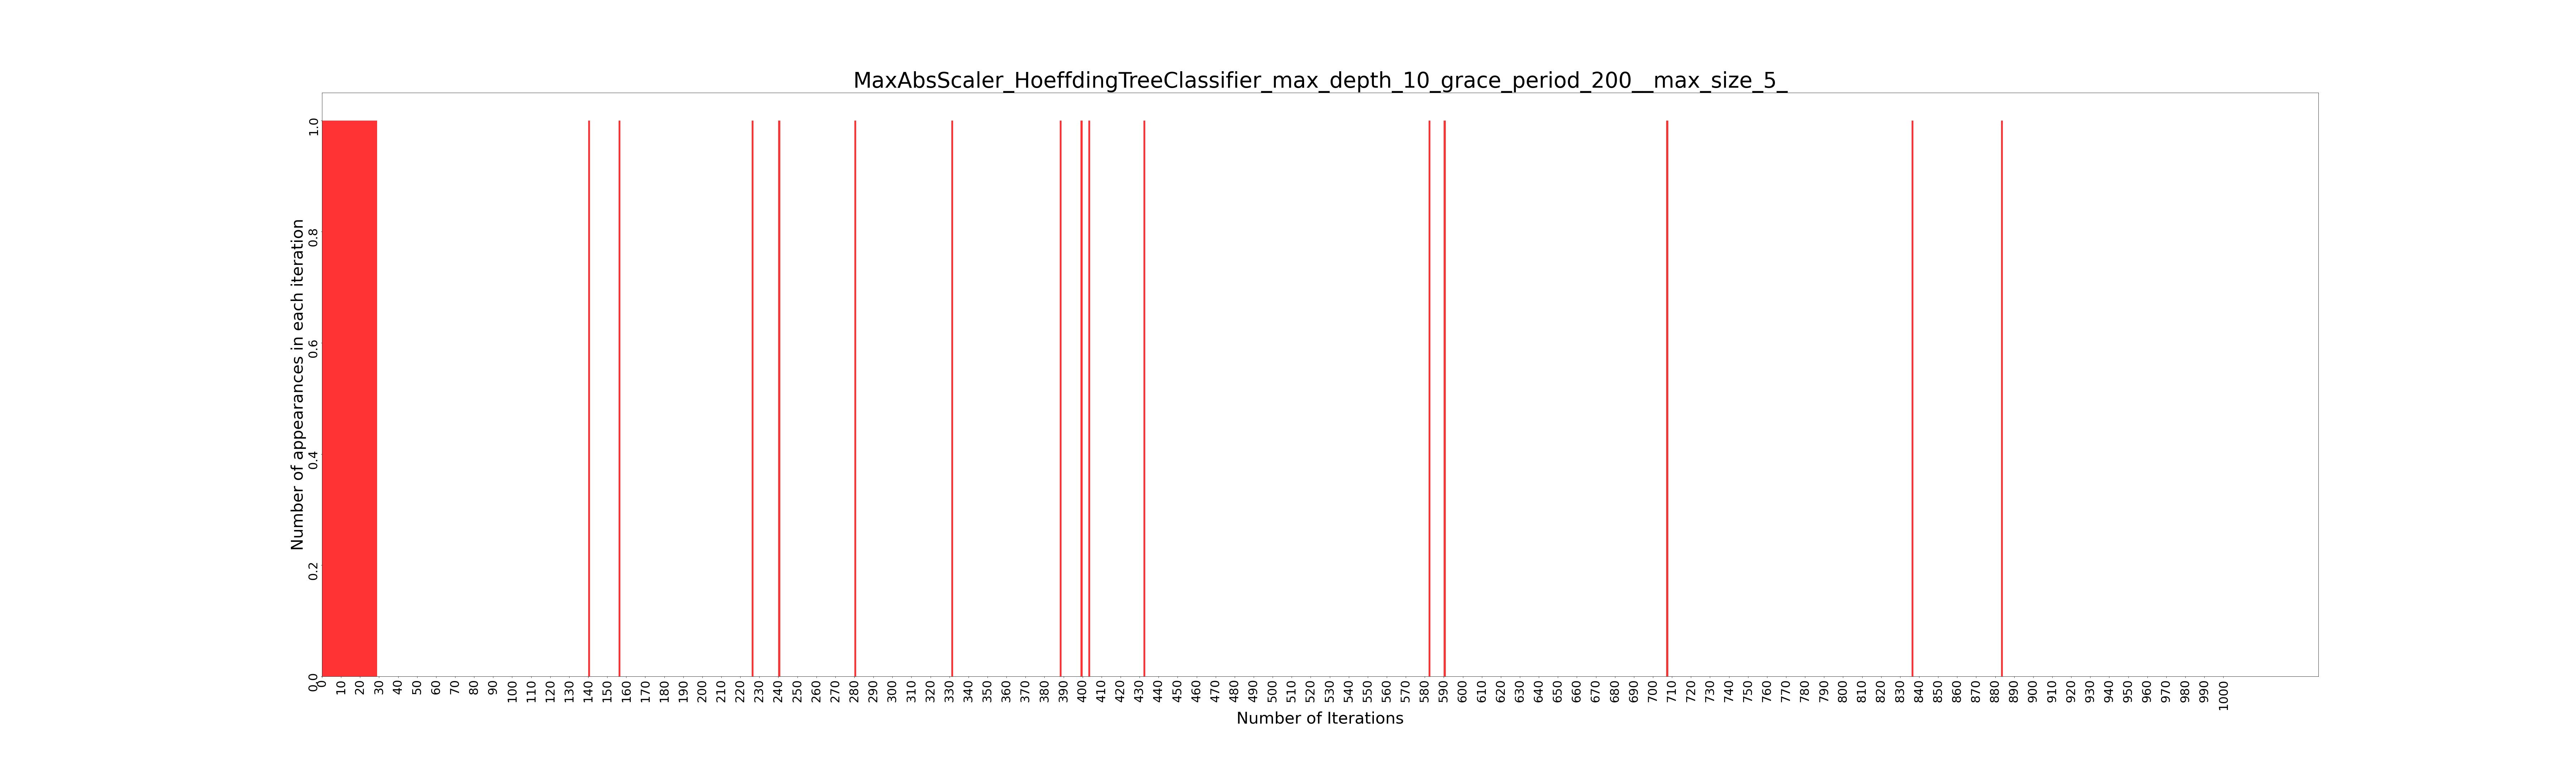 MaxAbsScaler_HoeffdingTreeClassifier_max_depth_10_grace_period_200__max_size_5_
Number of appearances in each iteration
1.0
0.8
0.6
0.4
0.2
0.0
0 10 20 30 40 50 60 70 80 90 100 110 120 130 140 150 160 170 180 190 200 210 220 230 240 250 260 270 280 290 300 310 320 330 340 350 360 370 380 390 400 410 420 430 440 450 460 470 480 490 500 510 520 530 540 550 560 570 580 590 600 610 620 630 640 650 660 670 680 690 700 710 720 730 740 750 760 770 780 790 800 810 820 830 840 850 860 870 880 890 900 910 920 930 940 950 960 970 980 990 1000
Number of Iterations